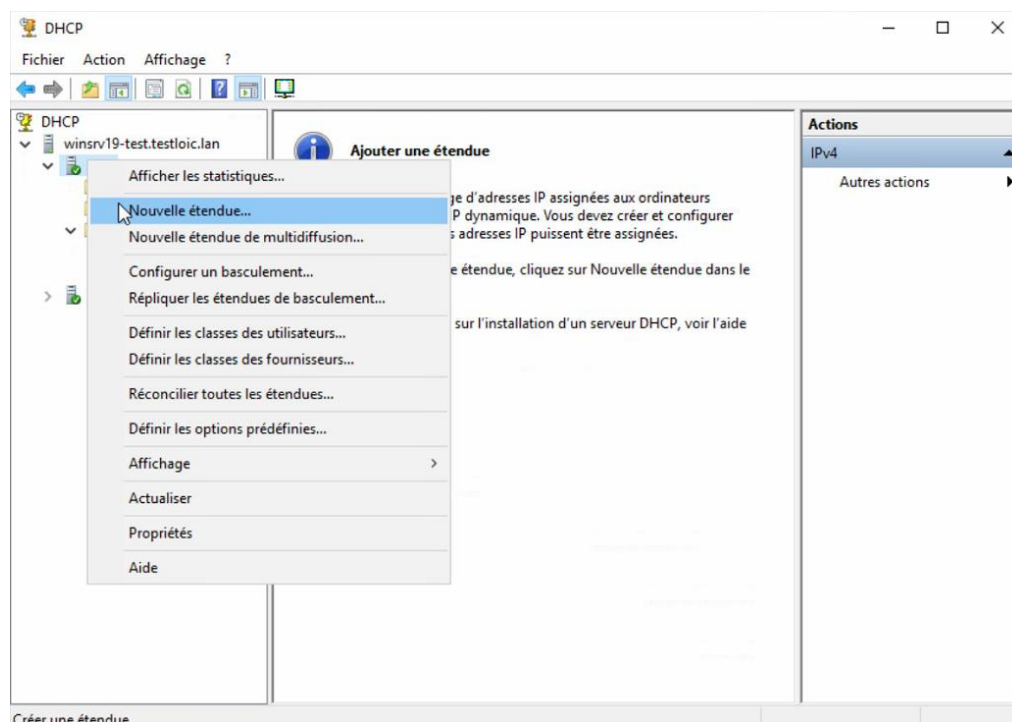 DHCP
Fichier Action Affichage ?
DHCP
winsrv19-test.testloic.lan
Afficher les statistiques...
Nouvelle étendue...
Nouvelle étendue de multidiffusion...
Configurer un basculement...
Répliquer les étendues de basculement...
Définir les classes des utilisateurs...
Définir les classes des fournisseurs...
Réconcilier toutes les étendues...
Définir les options prédéfinies...
Affichage
Actualiser
Propriétés
Aide
Ajouter une étendue
d'adresses IP assignées aux ordinateurs
P dynamique. Vous devez créer et configurer
adresses IP puissent être assignées.
e étendue, cliquez sur Nouvelle étendue dans le
sur l'installation d'un serveur DHCP, voir l'aide
Actions
IPv4
Autres actions
Créer une étendue